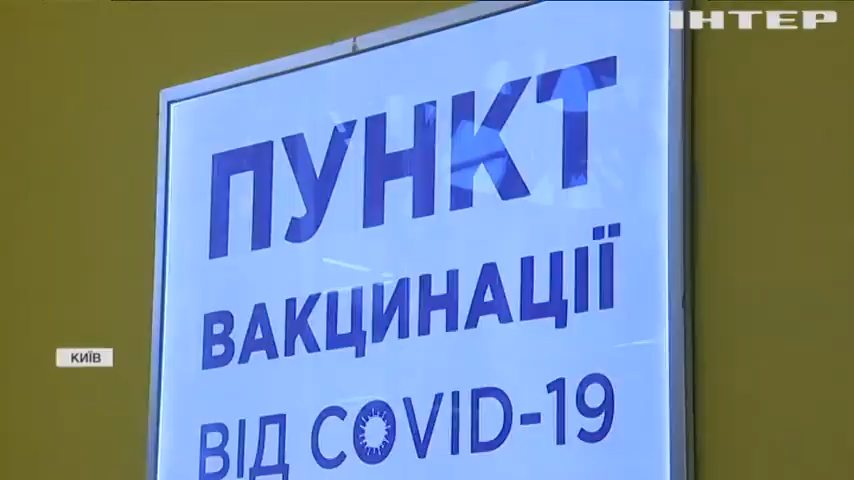 ІНТЕР
ПУНКТ
ВАКЦИНАЦІЇ
ВІД COVID-19
КИЇВ